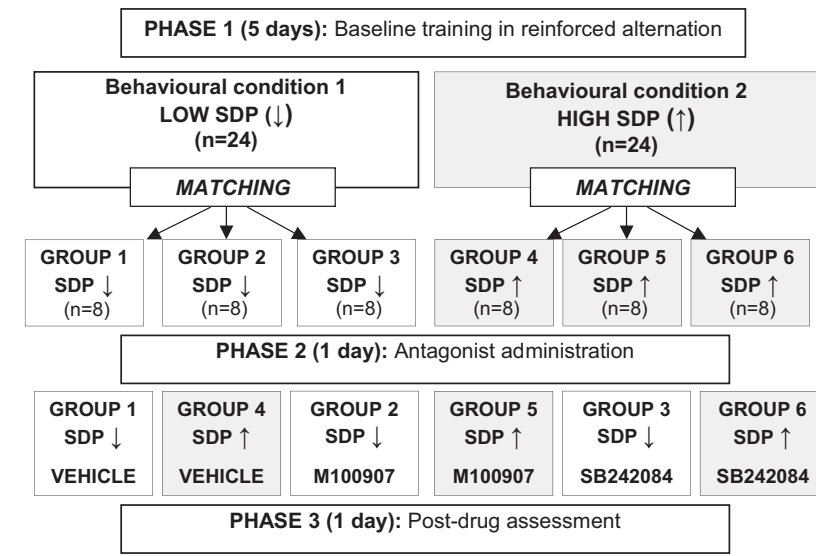 PHASE 1 (5 days): Baseline training in reinforced alternation
Behavioural condition 1
LOW SDP (↓)
(n=24)
Behavioural condition 2
HIGH SDP (↑)
(n=24)
MATCHING
MATCHING
GROUP 1
SDP ↓
(n=8)
GROUP 2
SDP ↓
(n=8)
GROUP 3
SDP ↓
(n=8)
GROUP 4
SDP ↑
(n=8)
GROUP 5
SDP ↑
(n=8)
GROUP 6
SDP ↑
(n=8)
PHASE 2 (1 day): Antagonist administration
GROUP 1
SDP ↓
VEHICLE
GROUP 4
SDP ↑
VEHICLE
GROUP 2
SDP ↓
M100907
GROUP 5
SDP ↑
M100907
GROUP 3
SDP ↓
SB242084
GROUP 6
SDP ↑
SB242084
PHASE 3 (1 day): Post-drug assessment